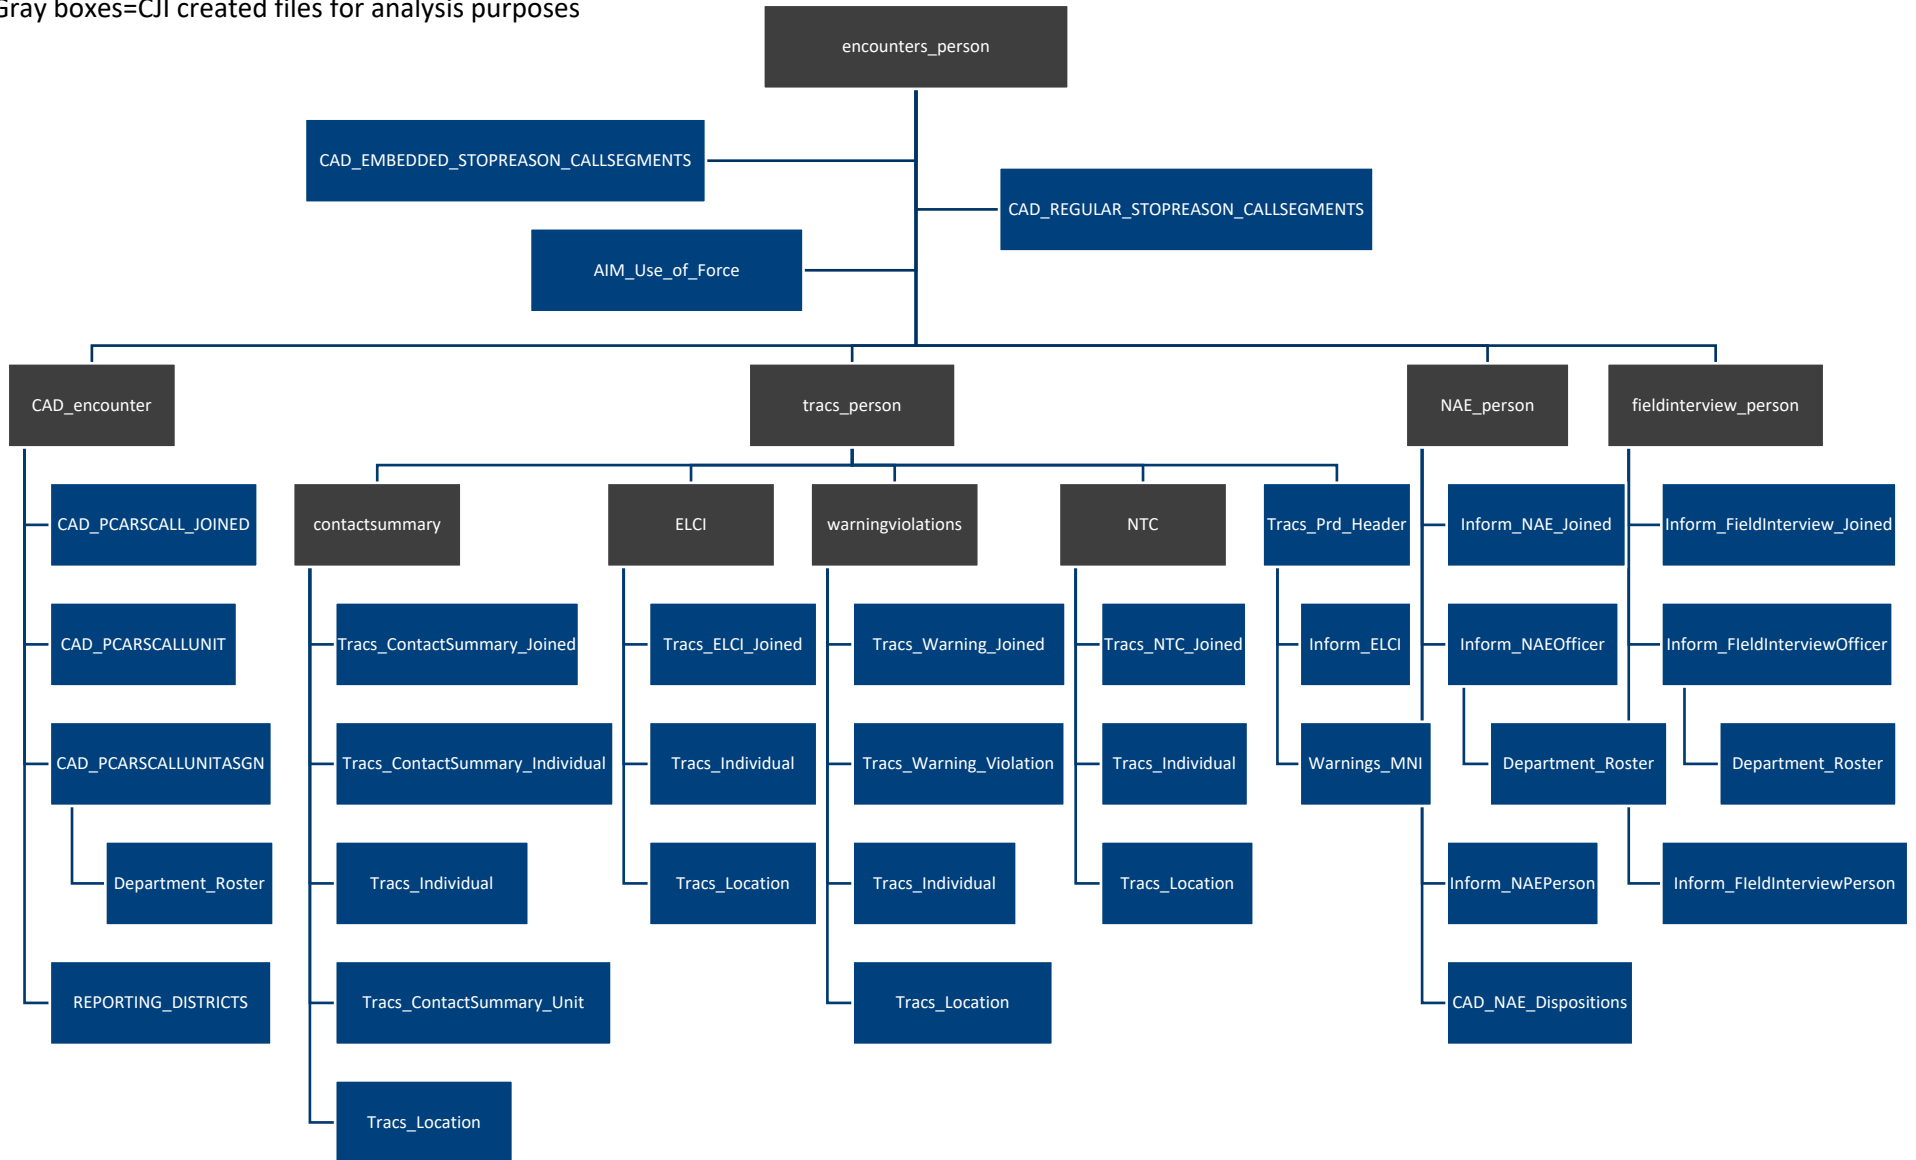 Gray boxes=CJI created files for analysis purposes
encounters_person
CAD_EMBEDDED_STOPREASON_CALLSEGMENTS
CAD_REGULAR_STOPREASON_CALLSEGMENTS
AIM_Use_of_Force
CAD_encounter
tracs_person
NAE_person
fieldinterview_person
CAD_PCARSCALL_JOINED
contactsummary
ELCI
warningviolations
NTC
Tracs_Prd_Header
Inform_NAE_Joined
Inform_FieldInterview_Joined
CAD_PCARSCALLUNIT
Tracs_ContactSummary_Joined
Tracs_ELCI_Joined
Tracs_Warning_Joined
Tracs_NTC_Joined
Inform_ELCI
Inform_NAEOfficer
Inform_FIeldInterviewOfficer
CAD_PCARSCALLUNITASGN
Tracs_ContactSummary_Individual
Tracs_Individual
Tracs_Warning_Violation
Tracs_Individual
Warnings_MNI
Department_Roster
Department_Roster
Department_Roster
Tracs_Individual
Tracs_Location
Tracs_Individual
Tracs_Location
Inform_NAEPerson
Inform_FIeldInterviewPerson
REPORTING_DISTRICTS
Tracs_ContactSummary_Unit
Tracs_Location
CAD_NAE_Dispositions
Tracs_Location